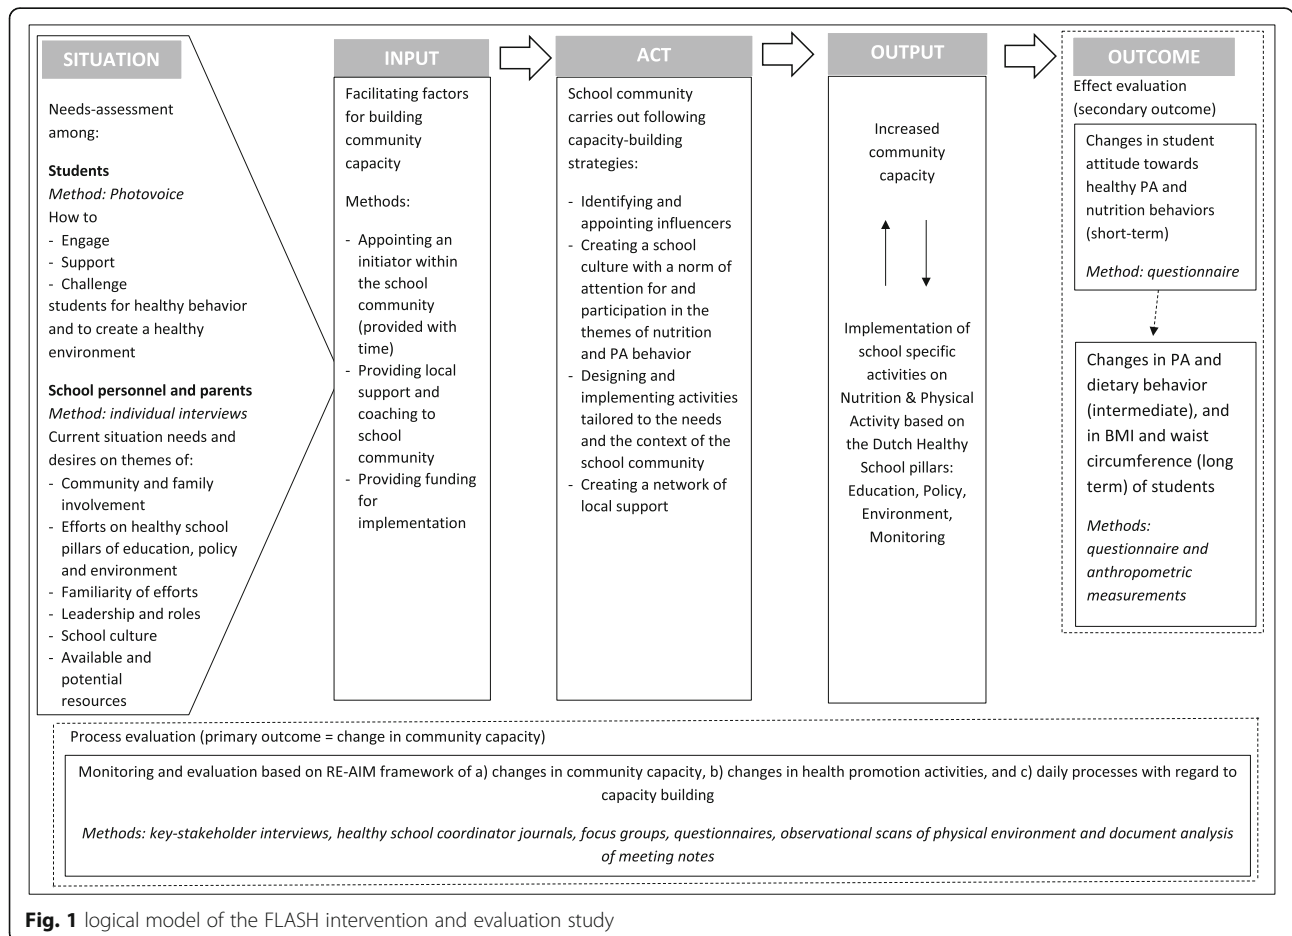 SITUATION
Needs-assessment
among:
Students
Method: Photovoice
How to
- Engage
- Support
- Challenge
students for healthy behavior
and to create a healthy
environment
School personnel and parents
Method: individual interviews
Current situation needs and
desires on themes of:
- Community and family
involvement
- Efforts on healthy school
pillars of education, policy
and environment
- Familiarity of efforts
- Leadership and roles
- School culture
- Available and
potential
resources
INPUT
Facilitating factors
for building
community
capacity
Methods:
- Appointing an
initiator within
the school
community
(provided with
time)
- Providing local
support and
coaching to
school
community
- Providing funding
for
implementation
ACT
School community
carries out following
capacity-building
strategies:
- Identifying and
appointing influencers
- Creating a school
culture with a norm of
attention for and
participation in the
themes of nutrition
and PA behavior
- Designing and
implementing activities
tailored to the needs
and the context of the
school community
- Creating a network of
local support
OUTPUT
Increased
community
capacity
Implementation of
school specific
activities on
Nutrition & Physical
Activity based on
the Dutch Healthy
School pillars:
Education, Policy,
Environment,
Monitoring
OUTCOME
Effect evaluation
(secondary outcome)
Changes in student
attitude towards
healthy PA and
nutrition behaviors
(short-term)
Method: questionnaire
Changes in PA and
dietary behavior
(intermediate), and
in BMI and waist
circumference (long
term) of students
Methods:
questionnaire and
anthropometric
measurements
Process evaluation (primary outcome = change in community capacity)
Monitoring and evaluation based on RE-AIM framework of a) changes in community capacity, b) changes in health promotion activities, and c) daily processes with regard to
capacity building
Methods: key-stakeholder interviews, healthy school coordinator journals, focus groups, questionnaires, observational scans of physical environment and document analysis
of meeting notes
Fig. 1 logical model of the FLASH intervention and evaluation study